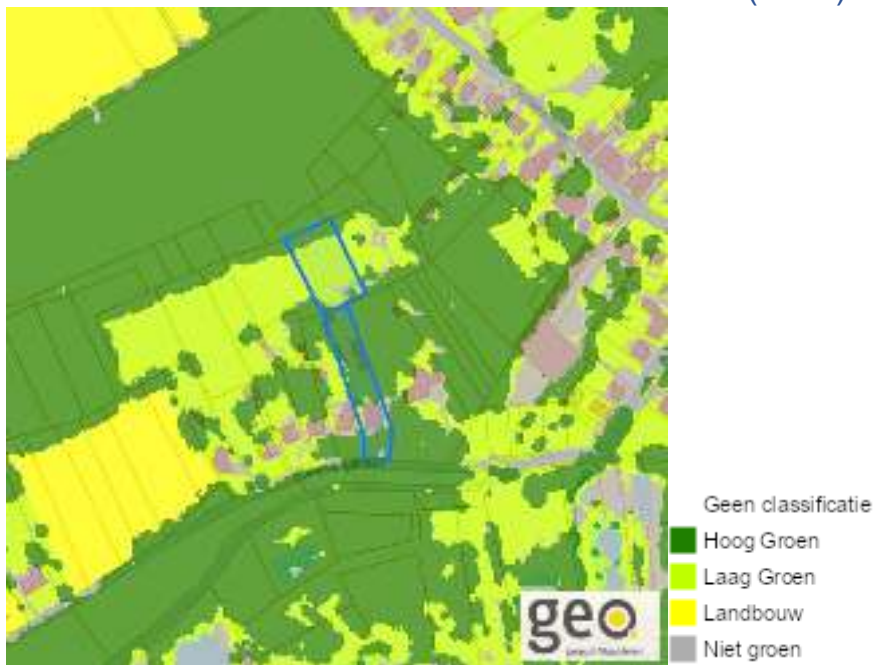 Geen classificatie
Hoog Groen
Laag Groen
Landbouw
Niet groen
geo